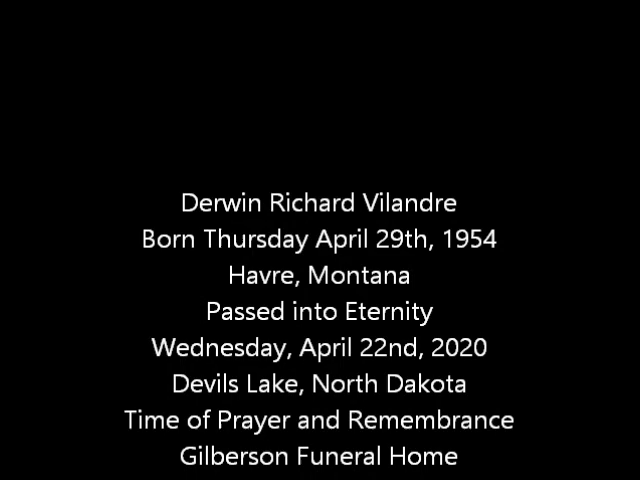 Derwin Richard Vilandre
Born Thursday April 29th, 1954
Havre, Montana
Passed into Eternity
Wednesday, April 22nd, 2020
Devils Lake, North Dakota
Time of Prayer and Remembrance
Gilberson Funeral Home